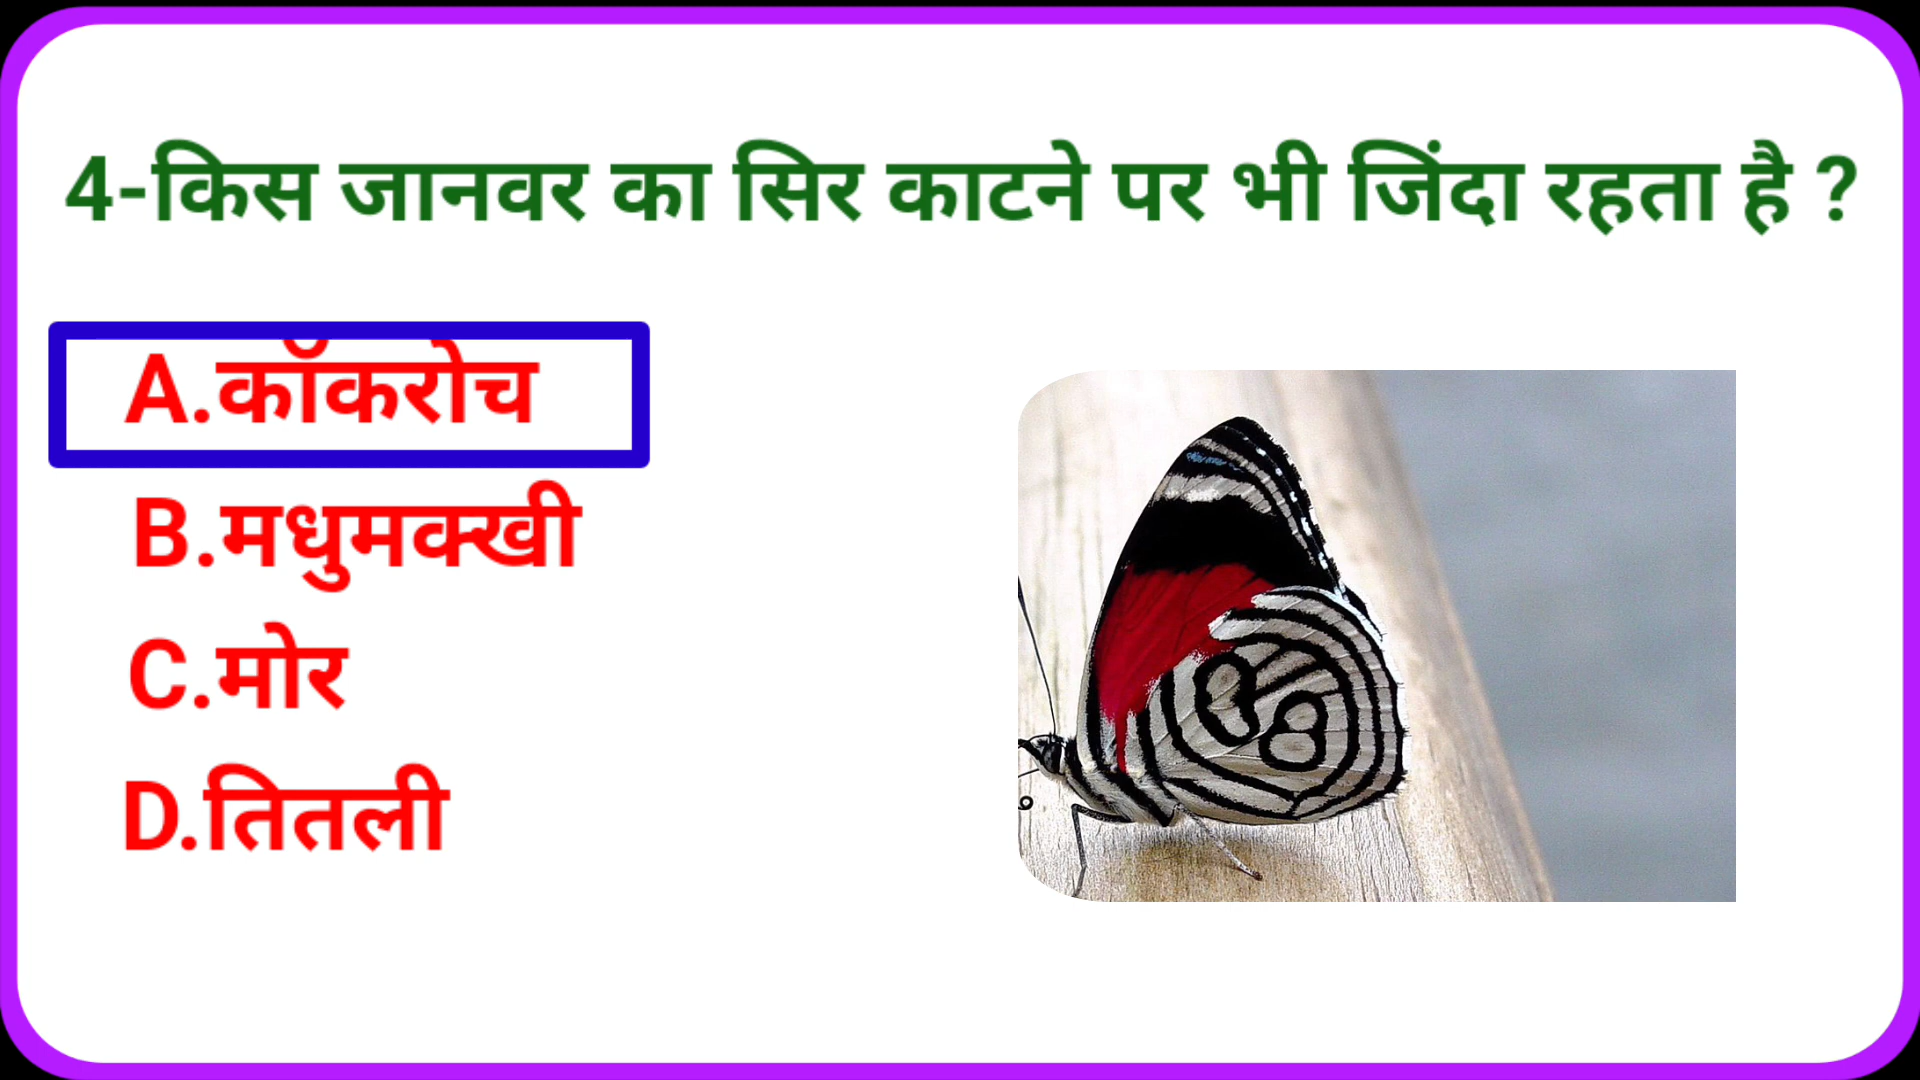 4-किस जानवर का सिर काटने पर भी जिंदा रहता है ?
A.कॉकरोच
B.मधुमक्खी
C.मोर
D.तितली